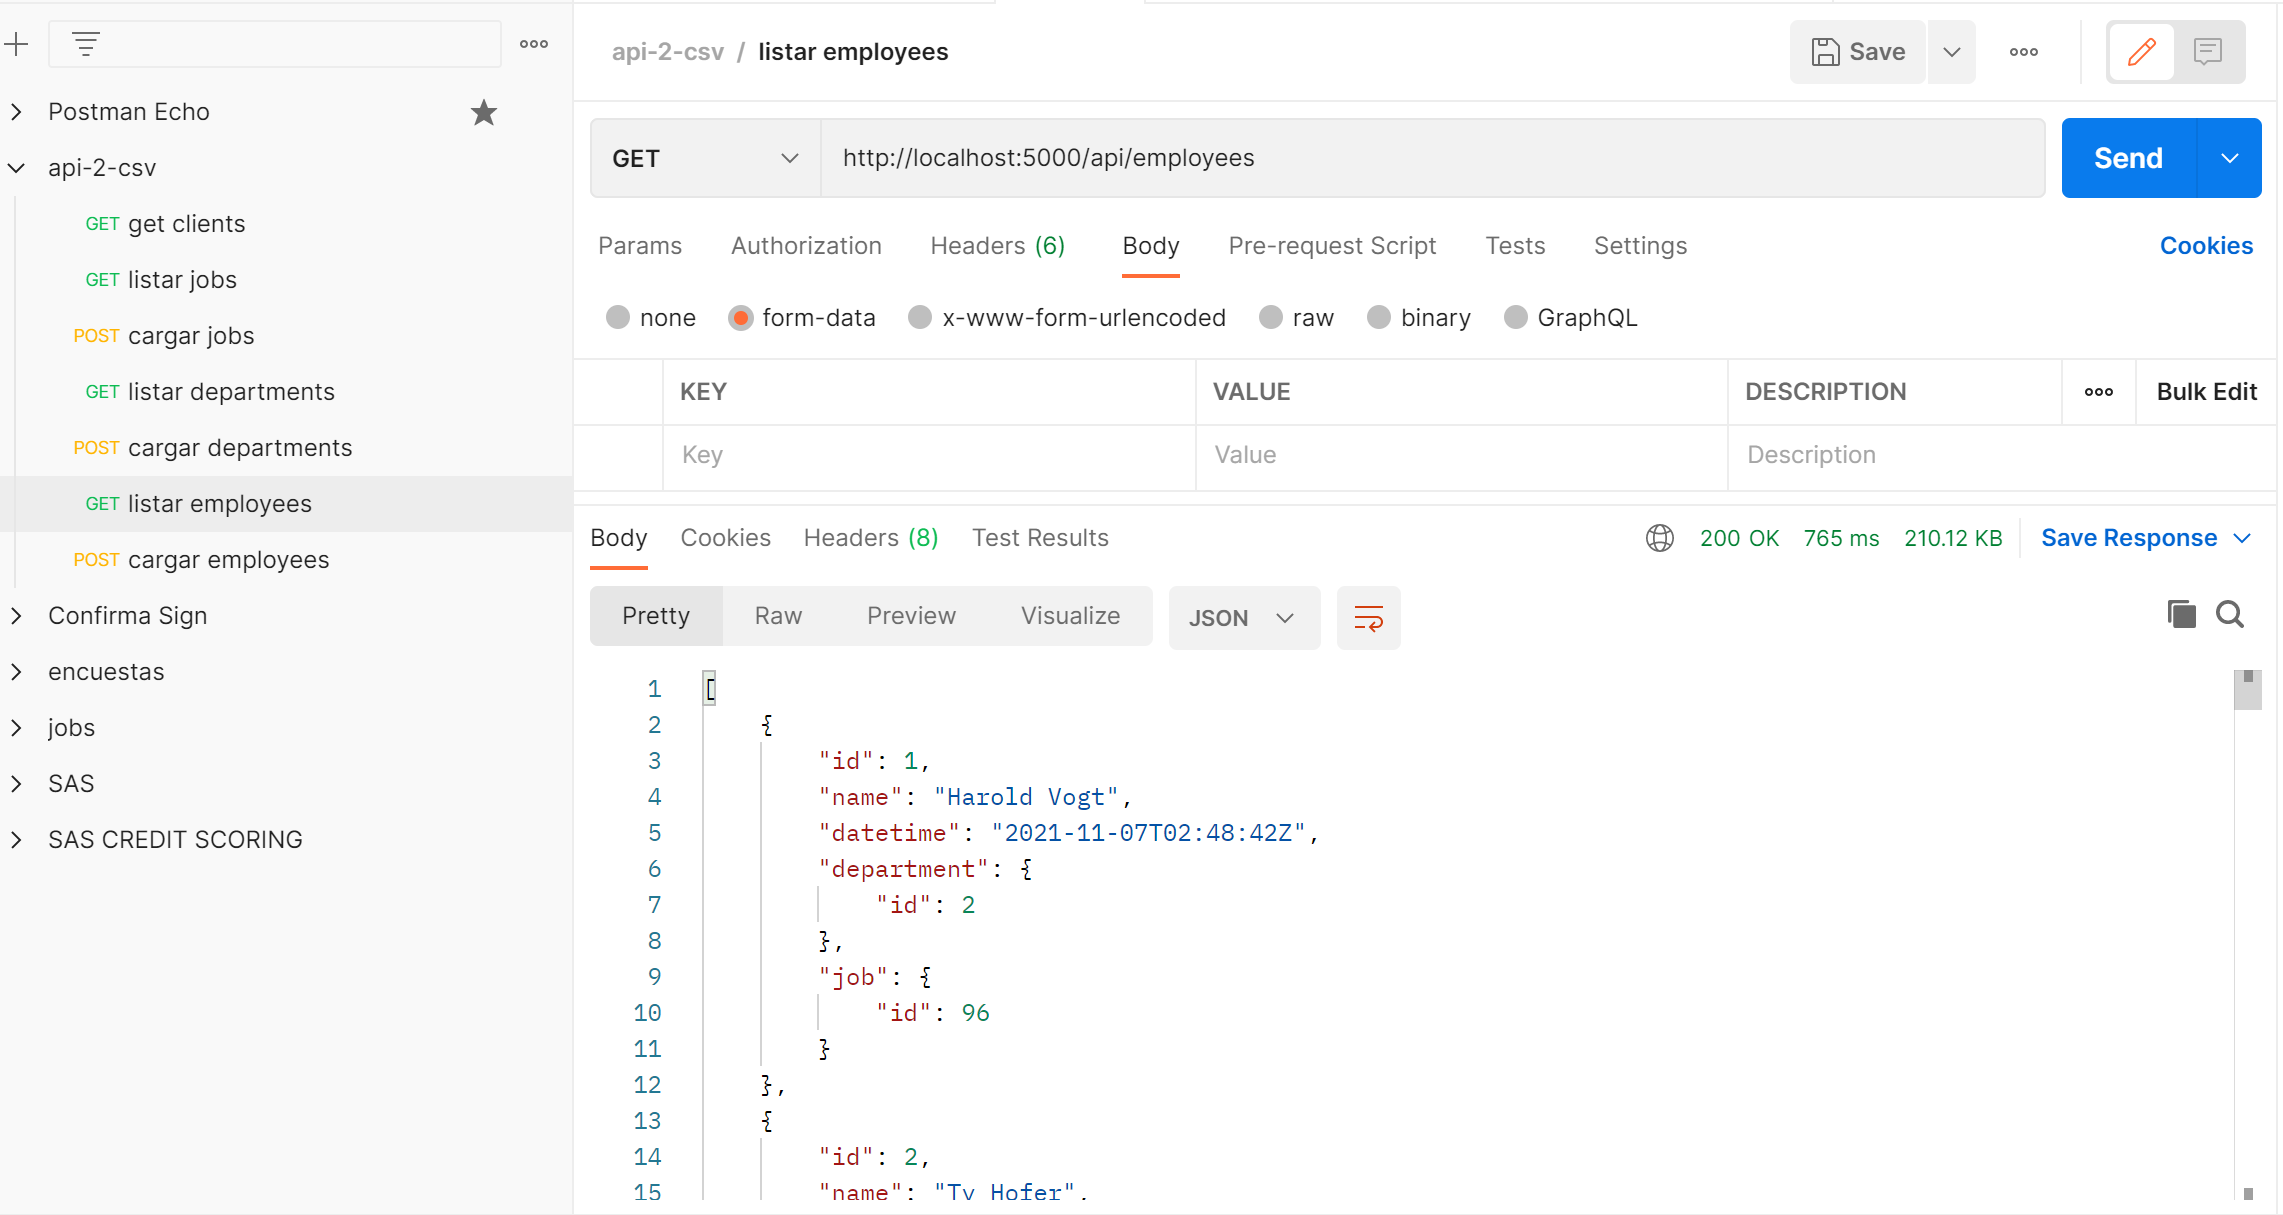 Postman Echo
api-2-csv
GET get clients
GET listar jobs
POST cargar jobs
GET listar departments
POST cargar departments
GET listar employees
POST cargar employees
Confirma Sign
encuestas
jobs
SAS
SAS CREDIT SCORING
api-2-csv / listar employees
Save
GET http://localhost:5000/api/employees Send
Params Authorization Headers (6) Body Pre-request Script Tests Settings Cookies
none form-data x-www-form-urlencoded raw binary GraphQL
KEY VALUE DESCRIPTION Bulk Edit
Key Value Description
Body Cookies Headers (8) Test Results 200 OK 765 ms 210.12 KB Save Response
Pretty Raw Preview Visualize JSON
1 [
2 {
3 "id": 1,
4 "name": "Harold Vogt",
5 "datetime": "2021-11-07T02:48:42Z",
6 "department": {
7 "id": 2
8 },
9 "job": {
10 "id": 96
11 }
12 },
13 {
14 "id": 2,
15 "name": "Ty Hofer",